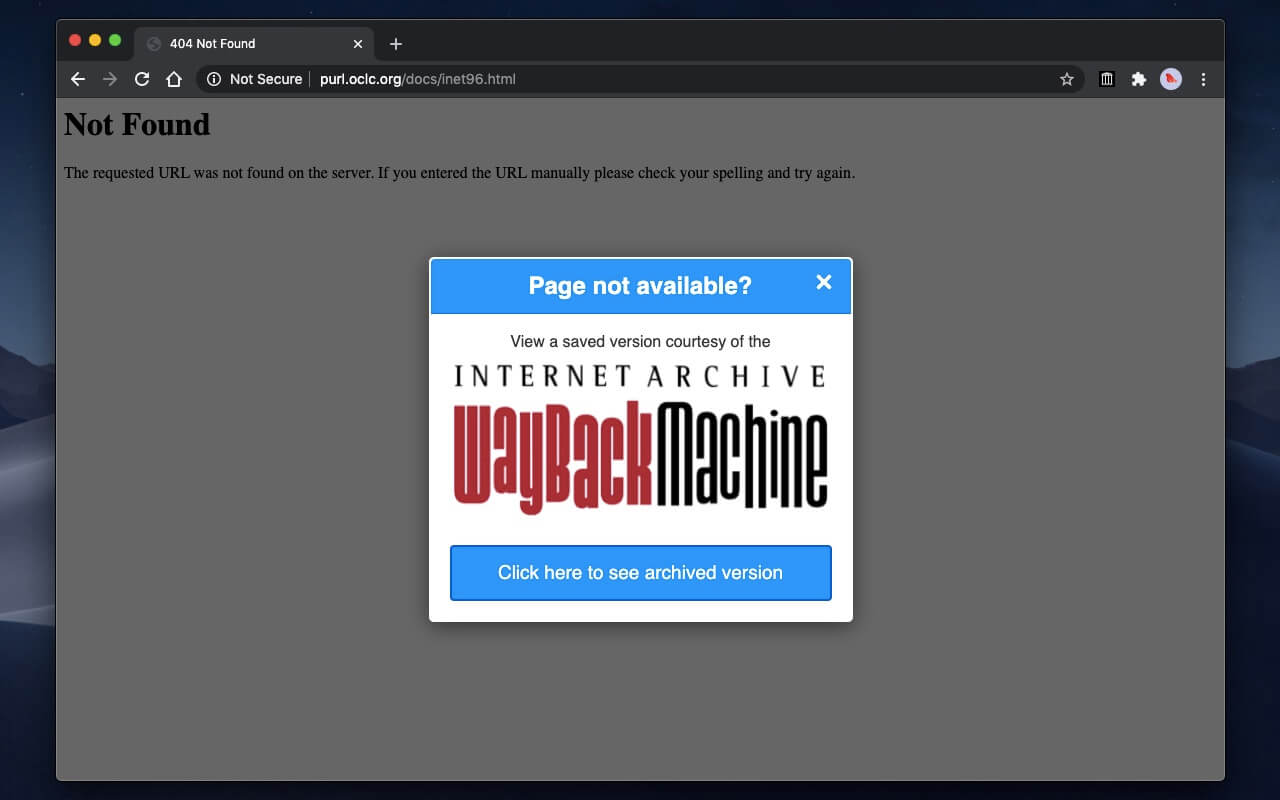 404 Not Found
Not Secure purl.oclc.org/docs/inet96.html
Not Found
The requested URL was not found on the server. If you entered the URL manually please check your spelling and try again.
Page not available?
View a saved version courtesy of the
INTERNET ARCHIVE
WayBackMachine
Click here to see archived version